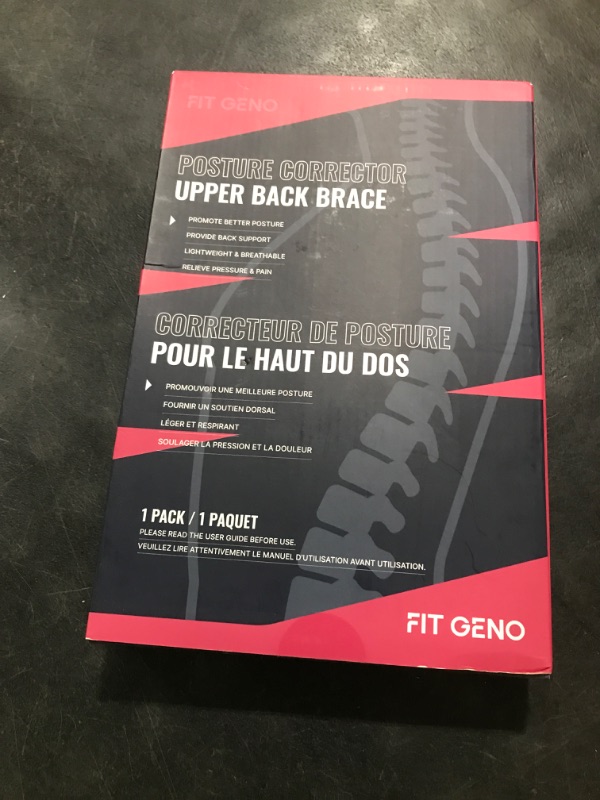 FIT GENO
POSTURE CORRECTOR
UPPER BACK BRACE
PROMOTE BETTER POSTURE
PROVIDE BACK SUPPORT
LIGHTWEIGHT & BREATHABLE
RELIEVE PRESSURE & PAIN
CORRECTEUR DE POSTURE
POUR LE HAUT DU DOS
PROMOUVOIR UNE MEILLEURE POSTURE
FOURNIR UN SOUTIEN DORSAL
LÉGER ET RESPIRANT
SOULAGER LA PRESSION ET LA DOULEUR
1 PACK / 1 PAQUET
PLEASE READ THE USER GUIDE BEFORE USE.
VEUILLEZ LIRE ATTENTIVEMENT LE MANUEL D'UTILISATION AVANT UTILISATION.
FIT GENO